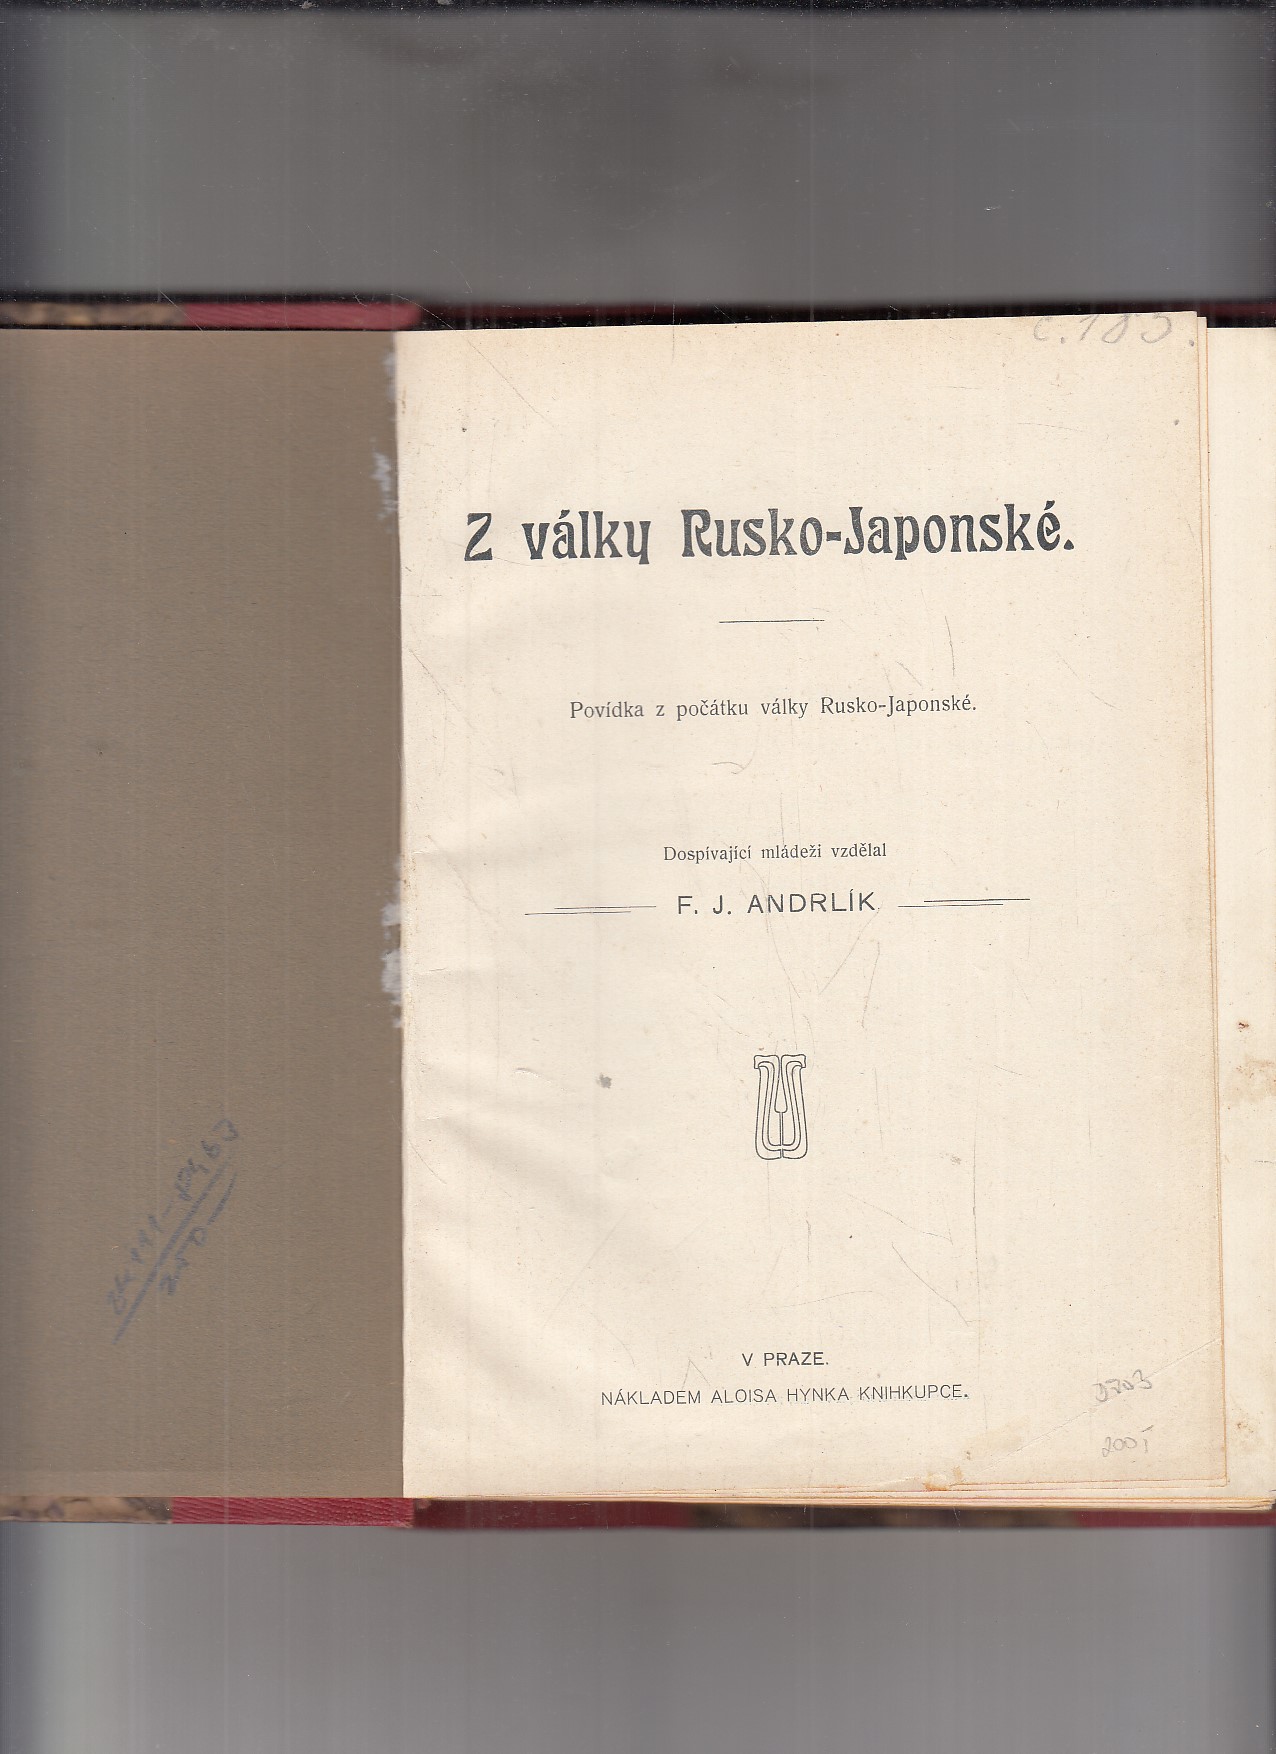 Z války Rusko-Japonské.
Povídka z počátku války Rusko-Japonské.
Dospívající mládeži vzdělal
F. J. ANDRLÍK
V PRAZE.
NÁKLADEM ALOISA HYNKA KNIHKUPCE.